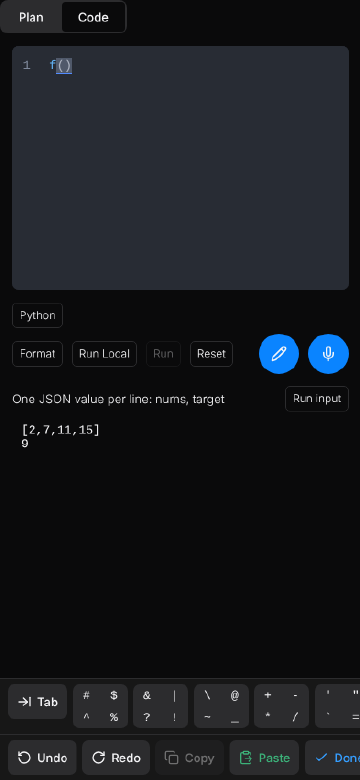 Plan Code
1 f()
Python
Format Run Local Run Reset
One JSON value per line: nums, target Run input
[2,7,11,15]
9
Tab # $ & | \ @ + - ' "
^ % ? ! ~ _ * / ` =
Undo Redo Copy Paste Done